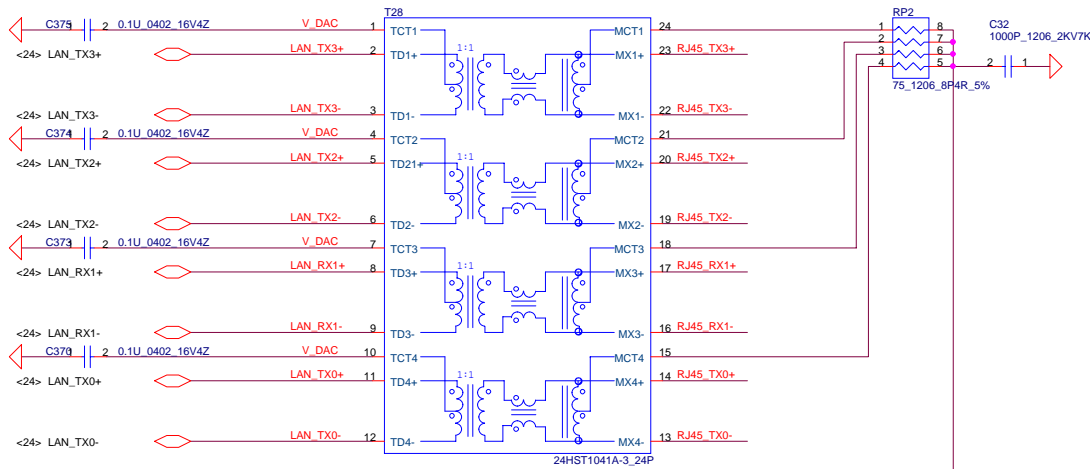 T28 RP2
C375 1 2 0.1U_0402_16V4Z V_DAC 1 TCT1 MCT1 24 1 8 C32
1000P_1206_2KV7K
<24> LAN_TX3+ LAN_TX3+ 2 TD1+ 1:1 MX1+ 23 RJ45_TX3+ 2 7
3 6
4 5 2 1
75_1206_8P4R_5%
<24> LAN_TX3- LAN_TX3- 3 TD1- MX1- 22 RJ45_TX3-
C374 1 2 0.1U_0402_16V4Z V_DAC 4 TCT2 MCT2 21
<24> LAN_TX2+ LAN_TX2+ 5 TD21+ 1:1 MX2+ 20 RJ45_TX2+
<24> LAN_TX2- LAN_TX2- 6 TD2- MX2- 19 RJ45_TX2-
C373 1 2 0.1U_0402_16V4Z V_DAC 7 TCT3 MCT3 18
<24> LAN_RX1+ LAN_RX1+ 8 TD3+ 1:1 MX3+ 17 RJ45_RX1+
<24> LAN_RX1- LAN_RX1- 9 TD3- MX3- 16 RJ45_RX1-
1 2 0.1U_0402_16V4Z V_DAC 10 TCT4 MCT4 15
<24> LAN_TX0+ LAN_TX0+ 11 TD4+ 1:1 MX4+ 14 RJ45_TX0+
<24> LAN_TX0- LAN_TX0- 12 TD4- MX4- 13 RJ45_TX0-
24HST1041A-3_24P